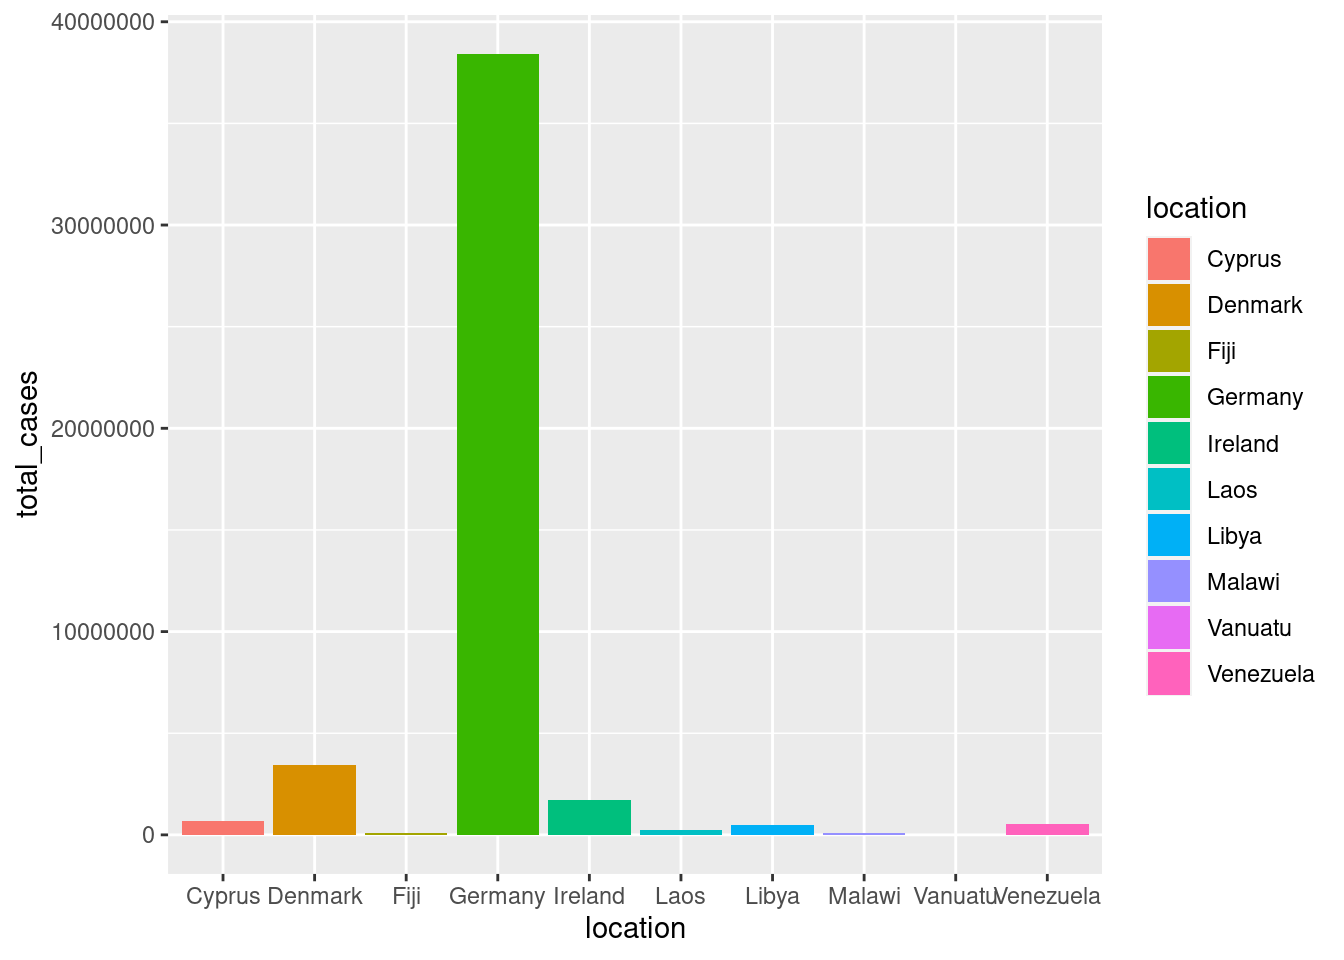 total_cases
40000000
30000000
20000000
10000000
0
Cyprus Denmark Fiji Germany Ireland Laos Libya Malawi Vanuatu Venezuela
location
location
Cyprus
Denmark
Fiji
Germany
Ireland
Laos
Libya
Malawi
Vanuatu
Venezuela